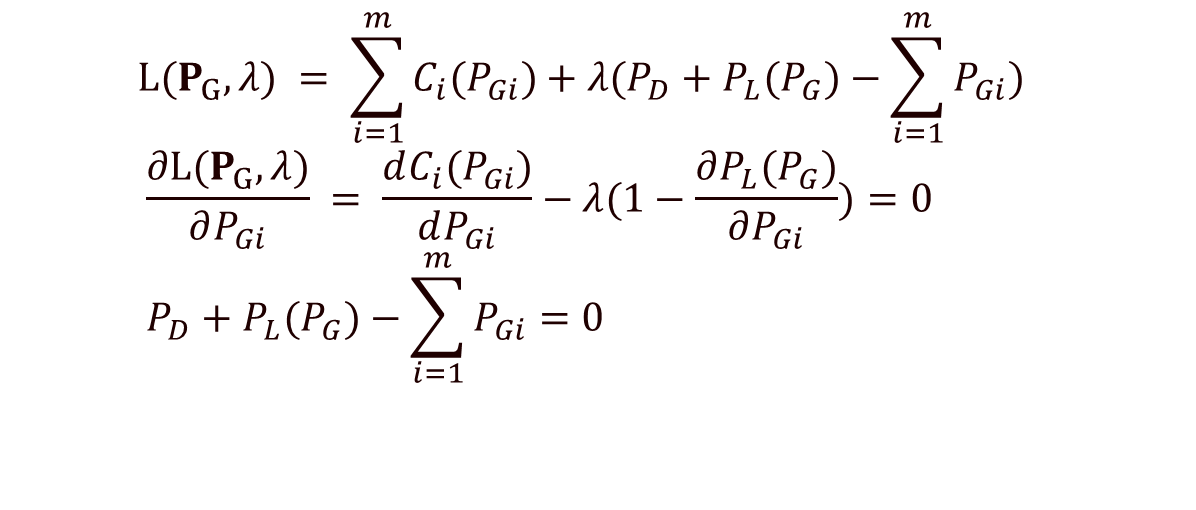 L(𝐏_G, λ) = ∑_{i=1}^{m} C_i(P_{Gi}) + λ(P_D + P_L(P_G) − ∑_{i=1}^{m} P_{Gi})
∂L(𝐏_G, λ)/∂P_{Gi} = dC_i(P_{Gi})/dP_{Gi} − λ(1 − ∂P_L(P_G)/∂P_{Gi}) = 0
P_D + P_L(P_G) − ∑_{i=1}^{m} P_{Gi} = 0